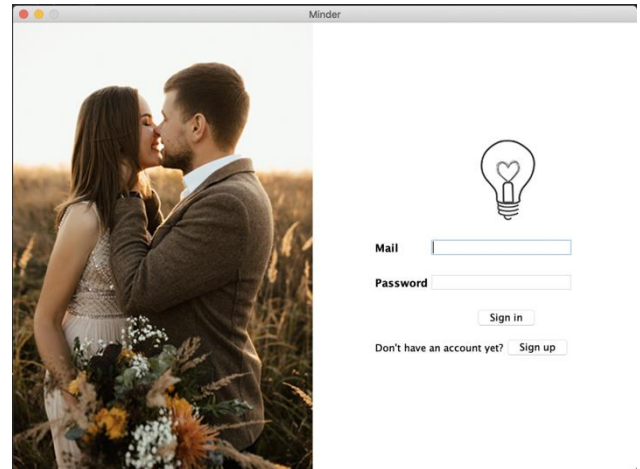 Minder
Mail
Password
Sign in
Don't have an account yet? Sign up